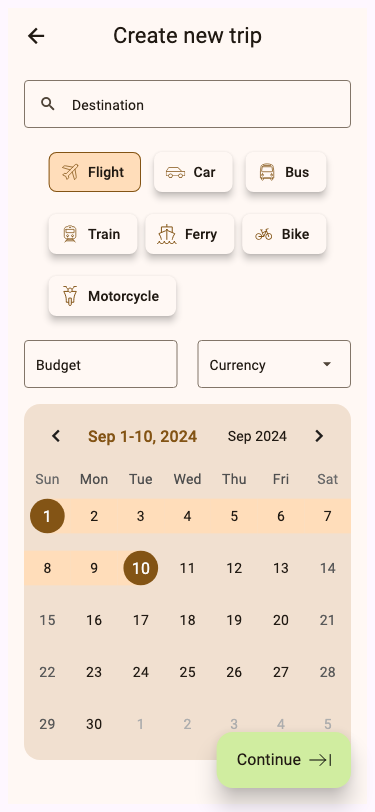 Create new trip
Destination
Flight Car Bus
Train Ferry Bike
Motorcycle
Budget Currency
Sep 1-10, 2024 Sep 2024
Sun Mon Tue Wed Thu Fri Sat
1 2 3 4 5 6 7
8 9 10 11 12 13 14
15 16 17 18 19 20 21
22 23 24 25 26 27 28
29 30 1 2 3 4 5
Continue